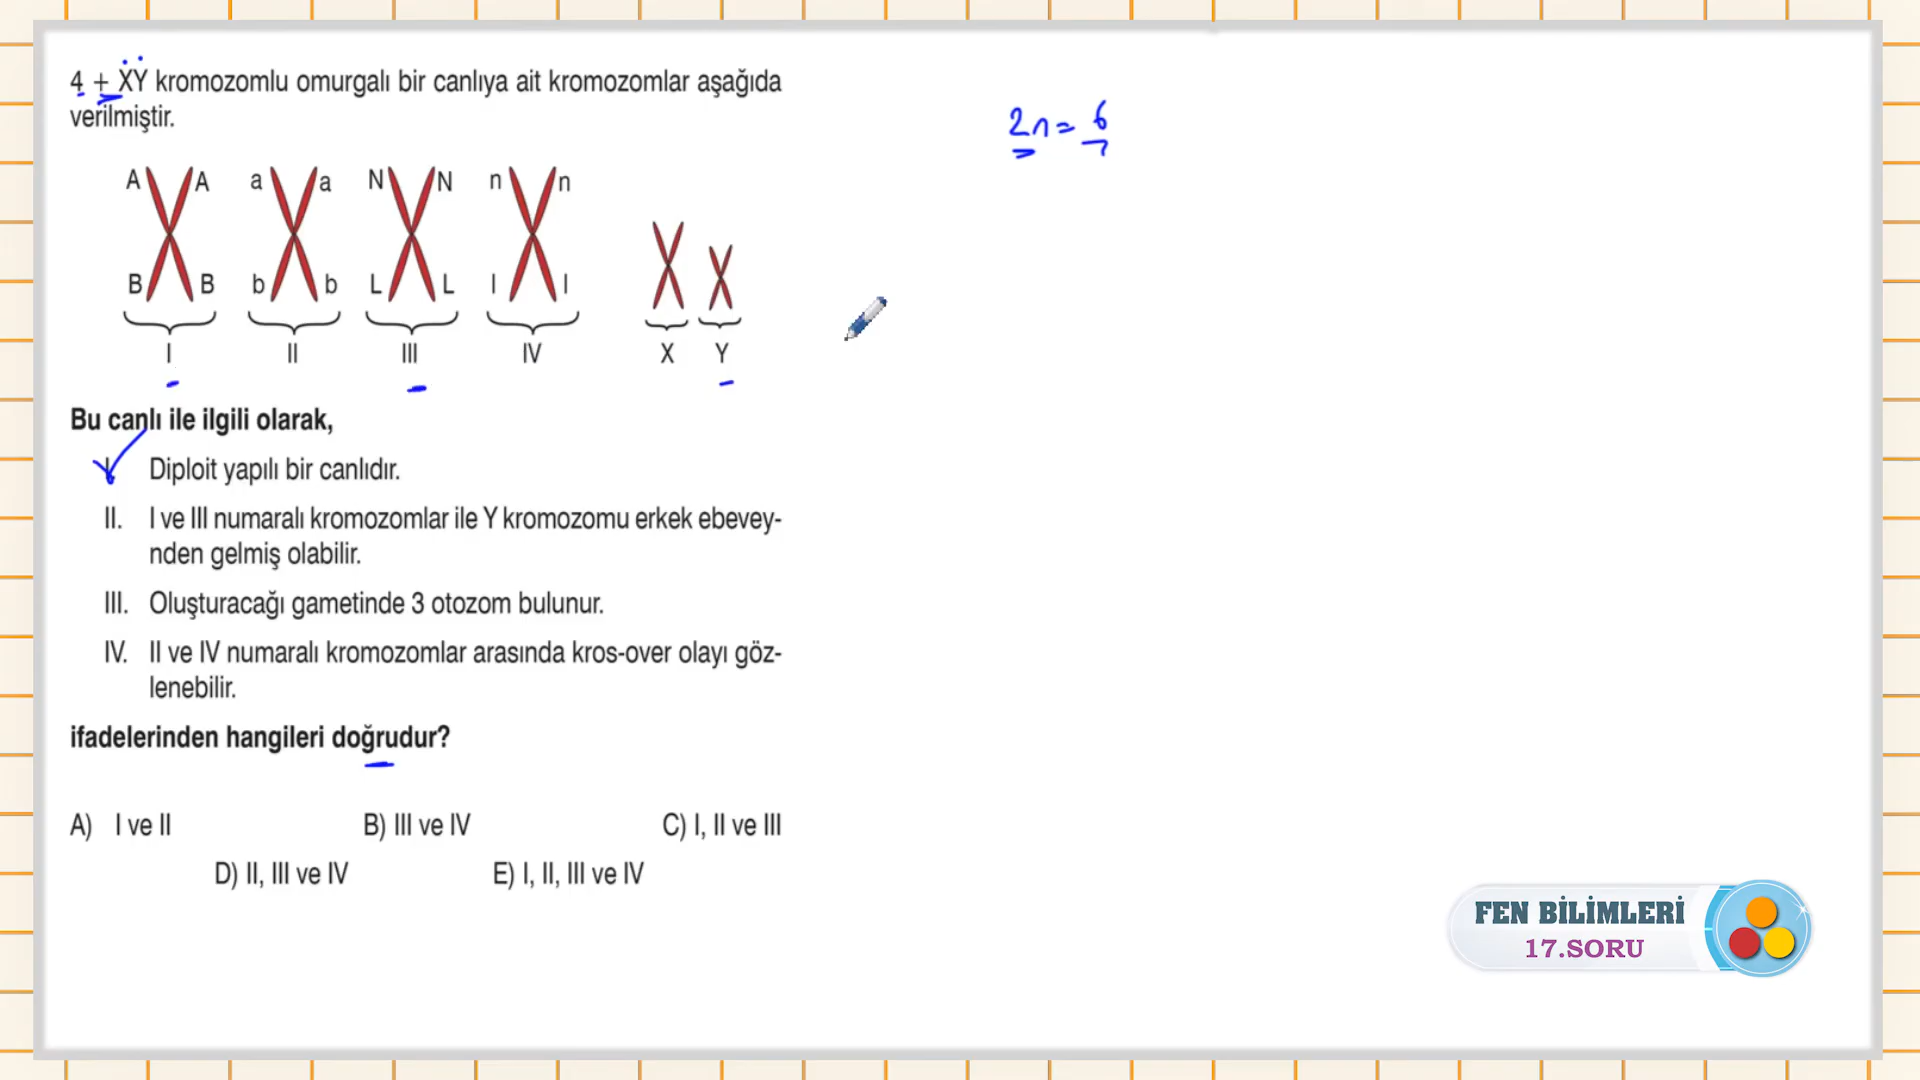 4 + XY kromozomlu omurgalı bir canlıya ait kromozomlar aşağıda
verilmiştir.
2n = 6
A A a a N N n n
B B b b L L l l
I II III IV X Y
Bu canlı ile ilgili olarak,
I. Diploit yapılı bir canlıdır.
II. I ve III numaralı kromozomlar ile Y kromozomu erkek ebevey-
nden gelmiş olabilir.
III. Oluşturacağı gametinde 3 otozom bulunur.
IV. II ve IV numaralı kromozomlar arasında kros-over olayı göz-
lenebilir.
ifadelerinden hangileri doğrudur?
A) I ve II B) III ve IV C) I, II ve III
D) II, III ve IV E) I, II, III ve IV
FEN BİLİMLERİ
17.SORU